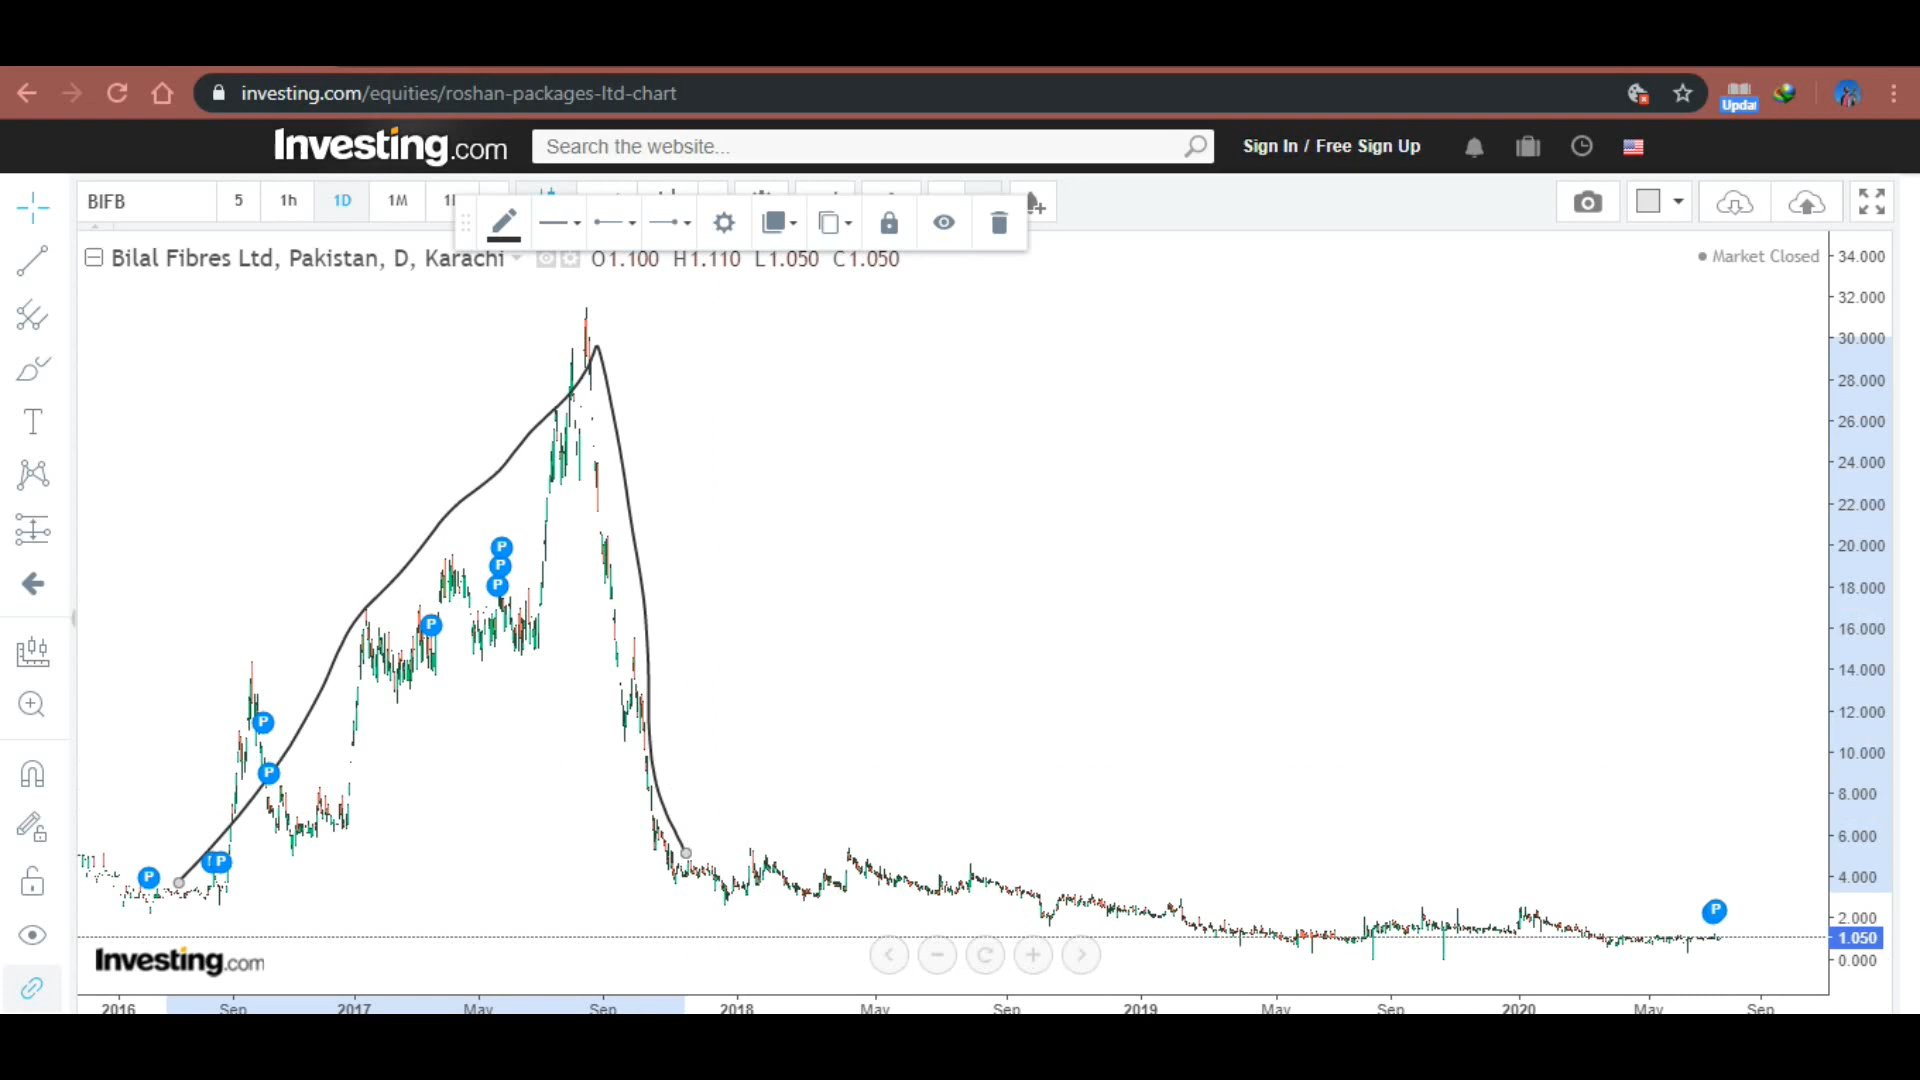 investing.com/equities/roshan-packages-ltd-chart
Updat
Investing.com
Search the website...
Sign In / Free Sign Up
BIFB
5
1h
1D
1M
Bilal Fibres Ltd, Pakistan, D, Karachi
O1.100 H1.110 L1.050 C1.050
Market Closed
34.000
32.000
30.000
28.000
26.000
24.000
22.000
20.000
18.000
16.000
14.000
12.000
10.000
8.000
6.000
4.000
2.000
1.050
0.000
P
P
P
P
P
P
P
P
P
P
T
Investing.com
2016 Sep 2017 May Sep 2018 May Sep 2019 May Sep 2020 May Sep